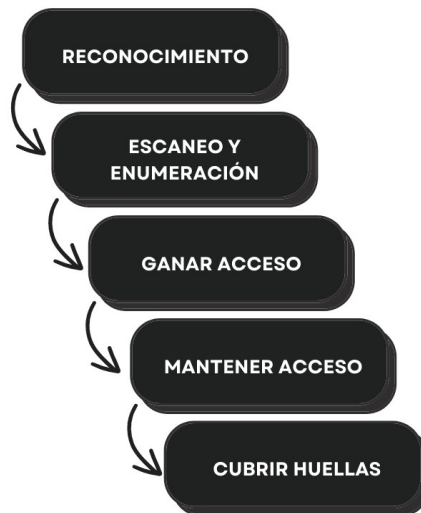 RECONOCIMIENTO
ESCANEO Y
ENUMERACIÓN
GANAR ACCESO
MANTENER ACCESO
CUBRIR HUELLAS